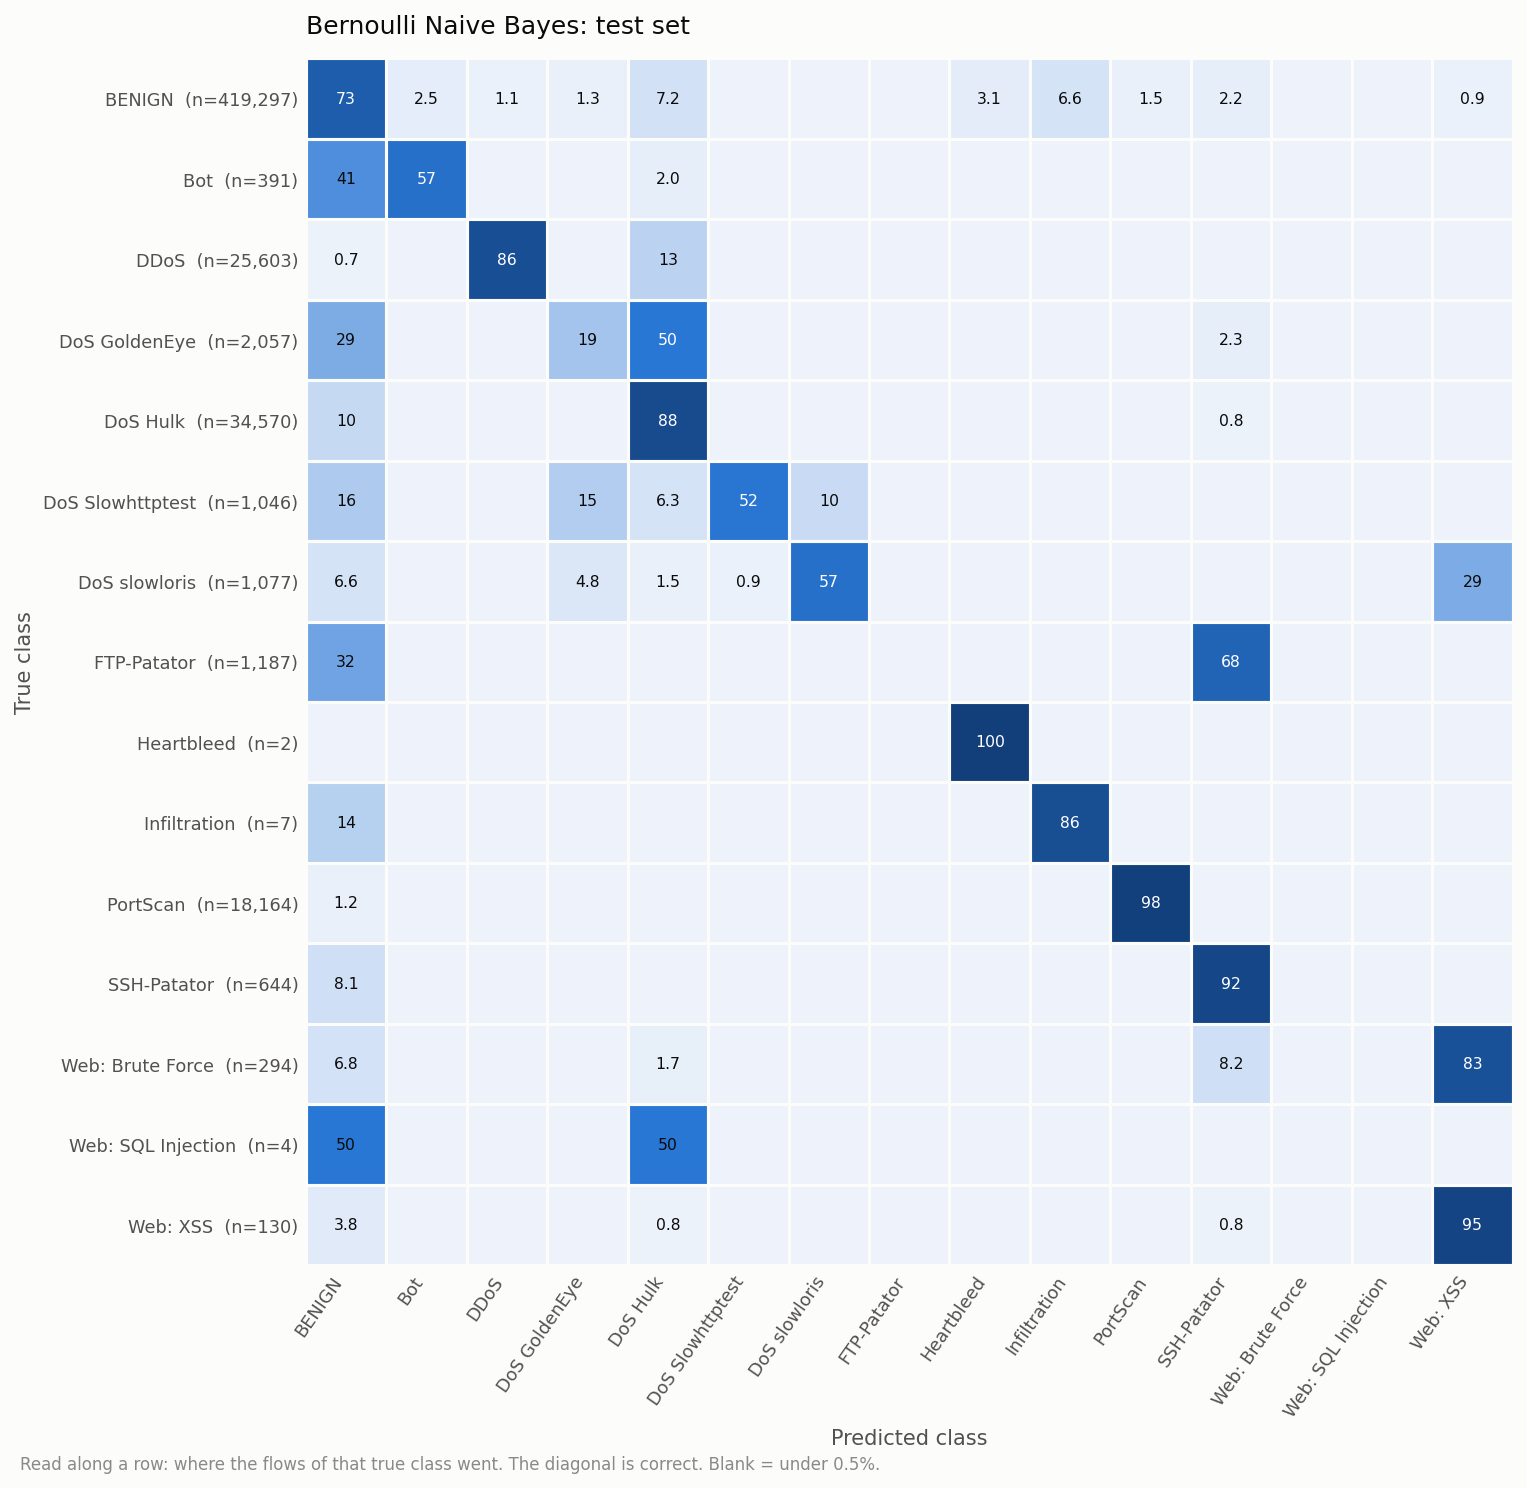 Bernoulli Naive Bayes: test set
BENIGN (n=419,297) 73 2.5 1.1 1.3 7.2 3.1 6.6 1.5 2.2 0.9
Bot (n=391) 41 57 2.0
DDoS (n=25,603) 0.7 86 13
DoS GoldenEye (n=2,057) 29 19 50 2.3
DoS Hulk (n=34,570) 10 88 0.8
DoS Slowhttptest (n=1,046) 16 15 6.3 52 10
DoS slowloris (n=1,077) 6.6 4.8 1.5 0.9 57 29
FTP-Patator (n=1,187) 32 68
Heartbleed (n=2) 100
Infiltration (n=7) 14 86
PortScan (n=18,164) 1.2 98
SSH-Patator (n=644) 8.1 92
Web: Brute Force (n=294) 6.8 1.7 8.2 83
Web: SQL Injection (n=4) 50 50
Web: XSS (n=130) 3.8 0.8 0.8 95
True class
BENIGN
Bot
DDoS
DoS GoldenEye
DoS Hulk
DoS Slowhttptest
DoS slowloris
FTP-Patator
Heartbleed
Infiltration
PortScan
SSH-Patator
Web: Brute Force
Web: SQL Injection
Web: XSS
Predicted class
Read along a row: where the flows of that true class went. The diagonal is correct. Blank = under 0.5%.